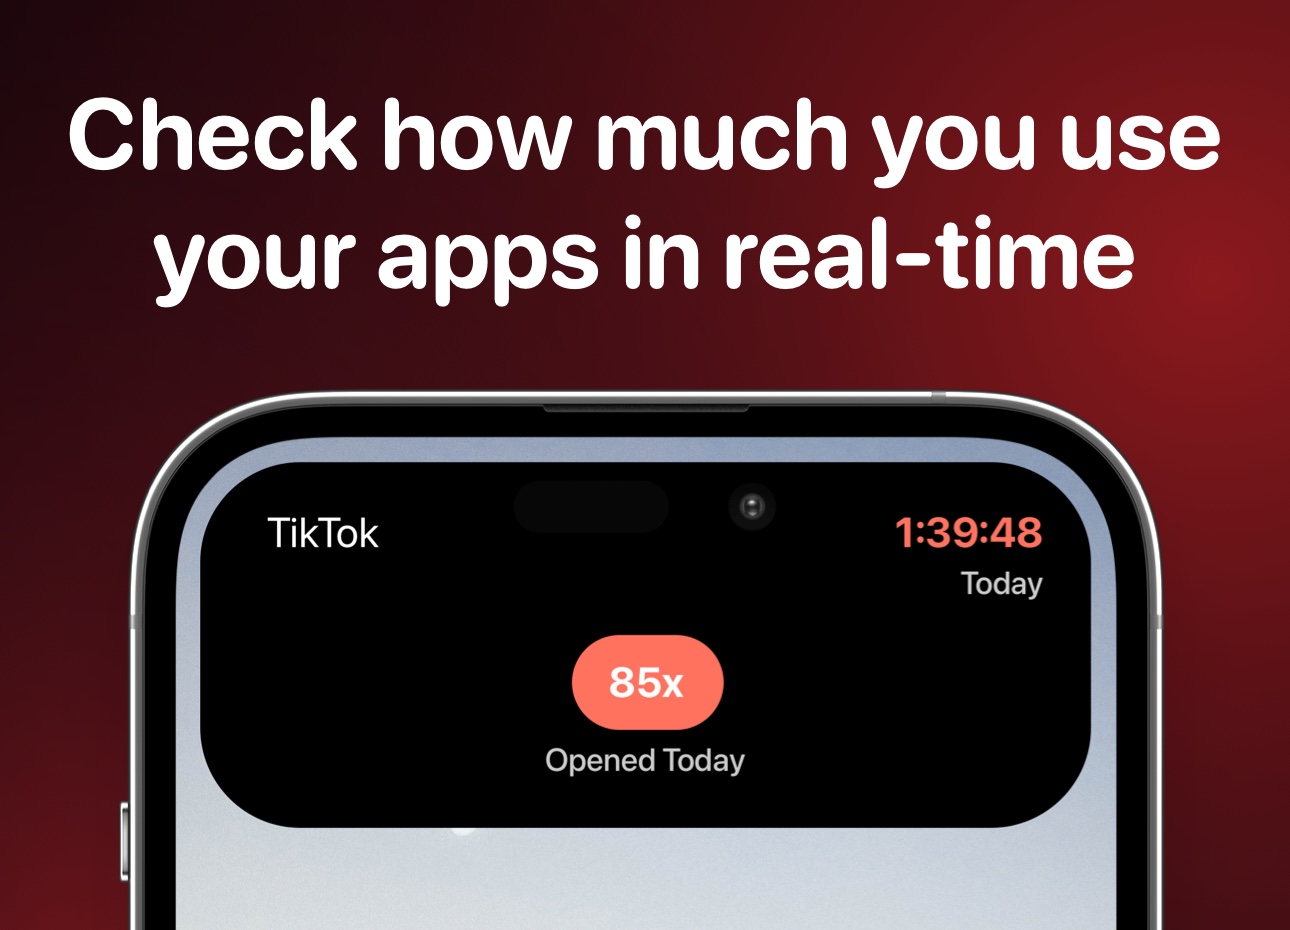 Check how much you use
your apps in real-time
TikTok
1:39:48
Today
85x
Opened Today